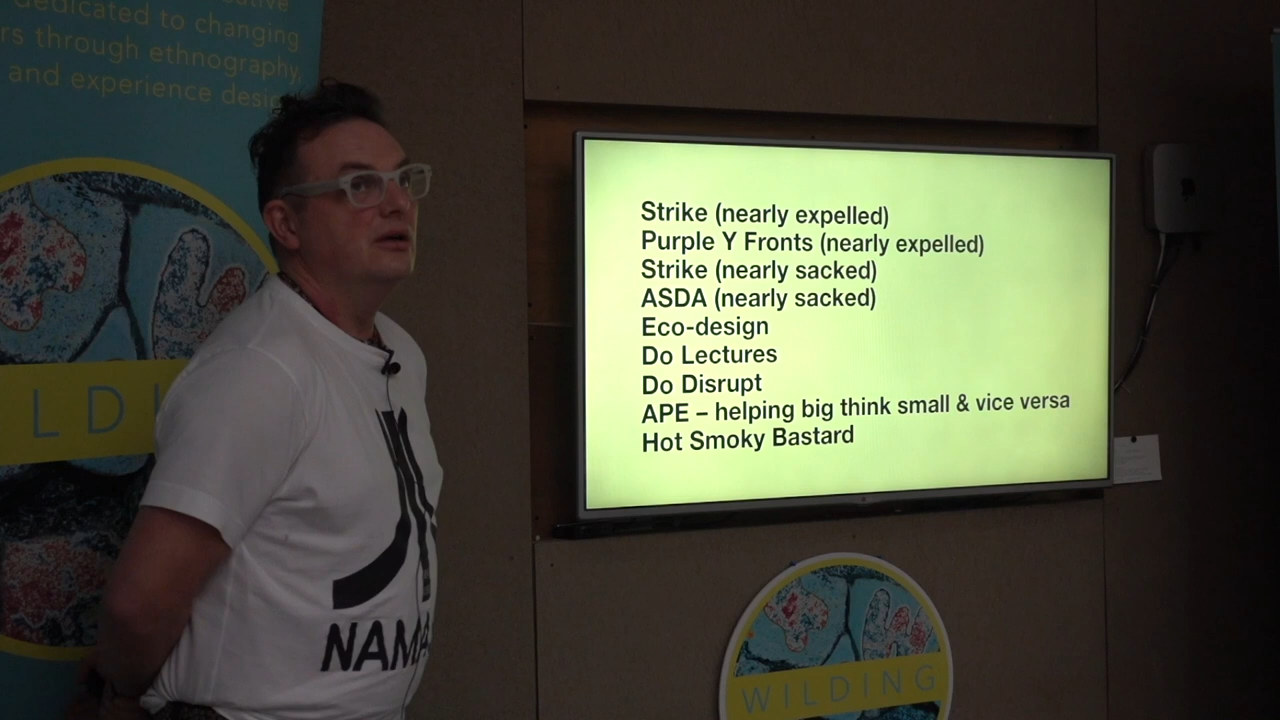 dedicated to changing
rs through ethnography,
and experience
LD
NAMA
Strike (nearly expelled)
Purple Y Fronts (nearly expelled)
Strike (nearly sacked)
ASDA (nearly sacked)
Eco-design
Do Lectures
Do Disrupt
APE – helping big think small & vice versa
Hot Smoky Bastard
WILDING